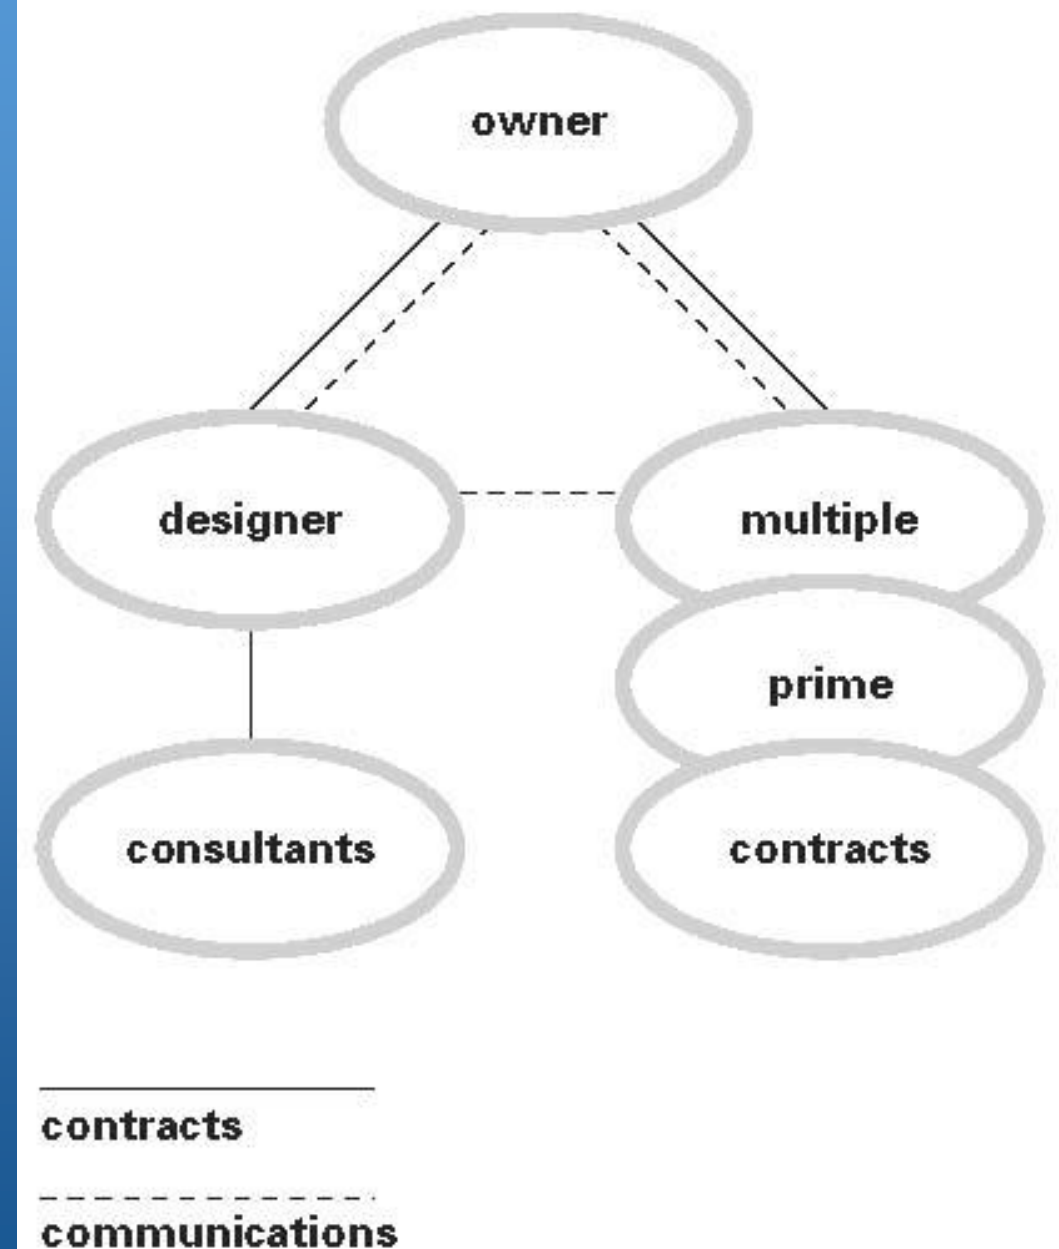 owner
designer
multiple
prime
consultants
contracts
contracts
communications